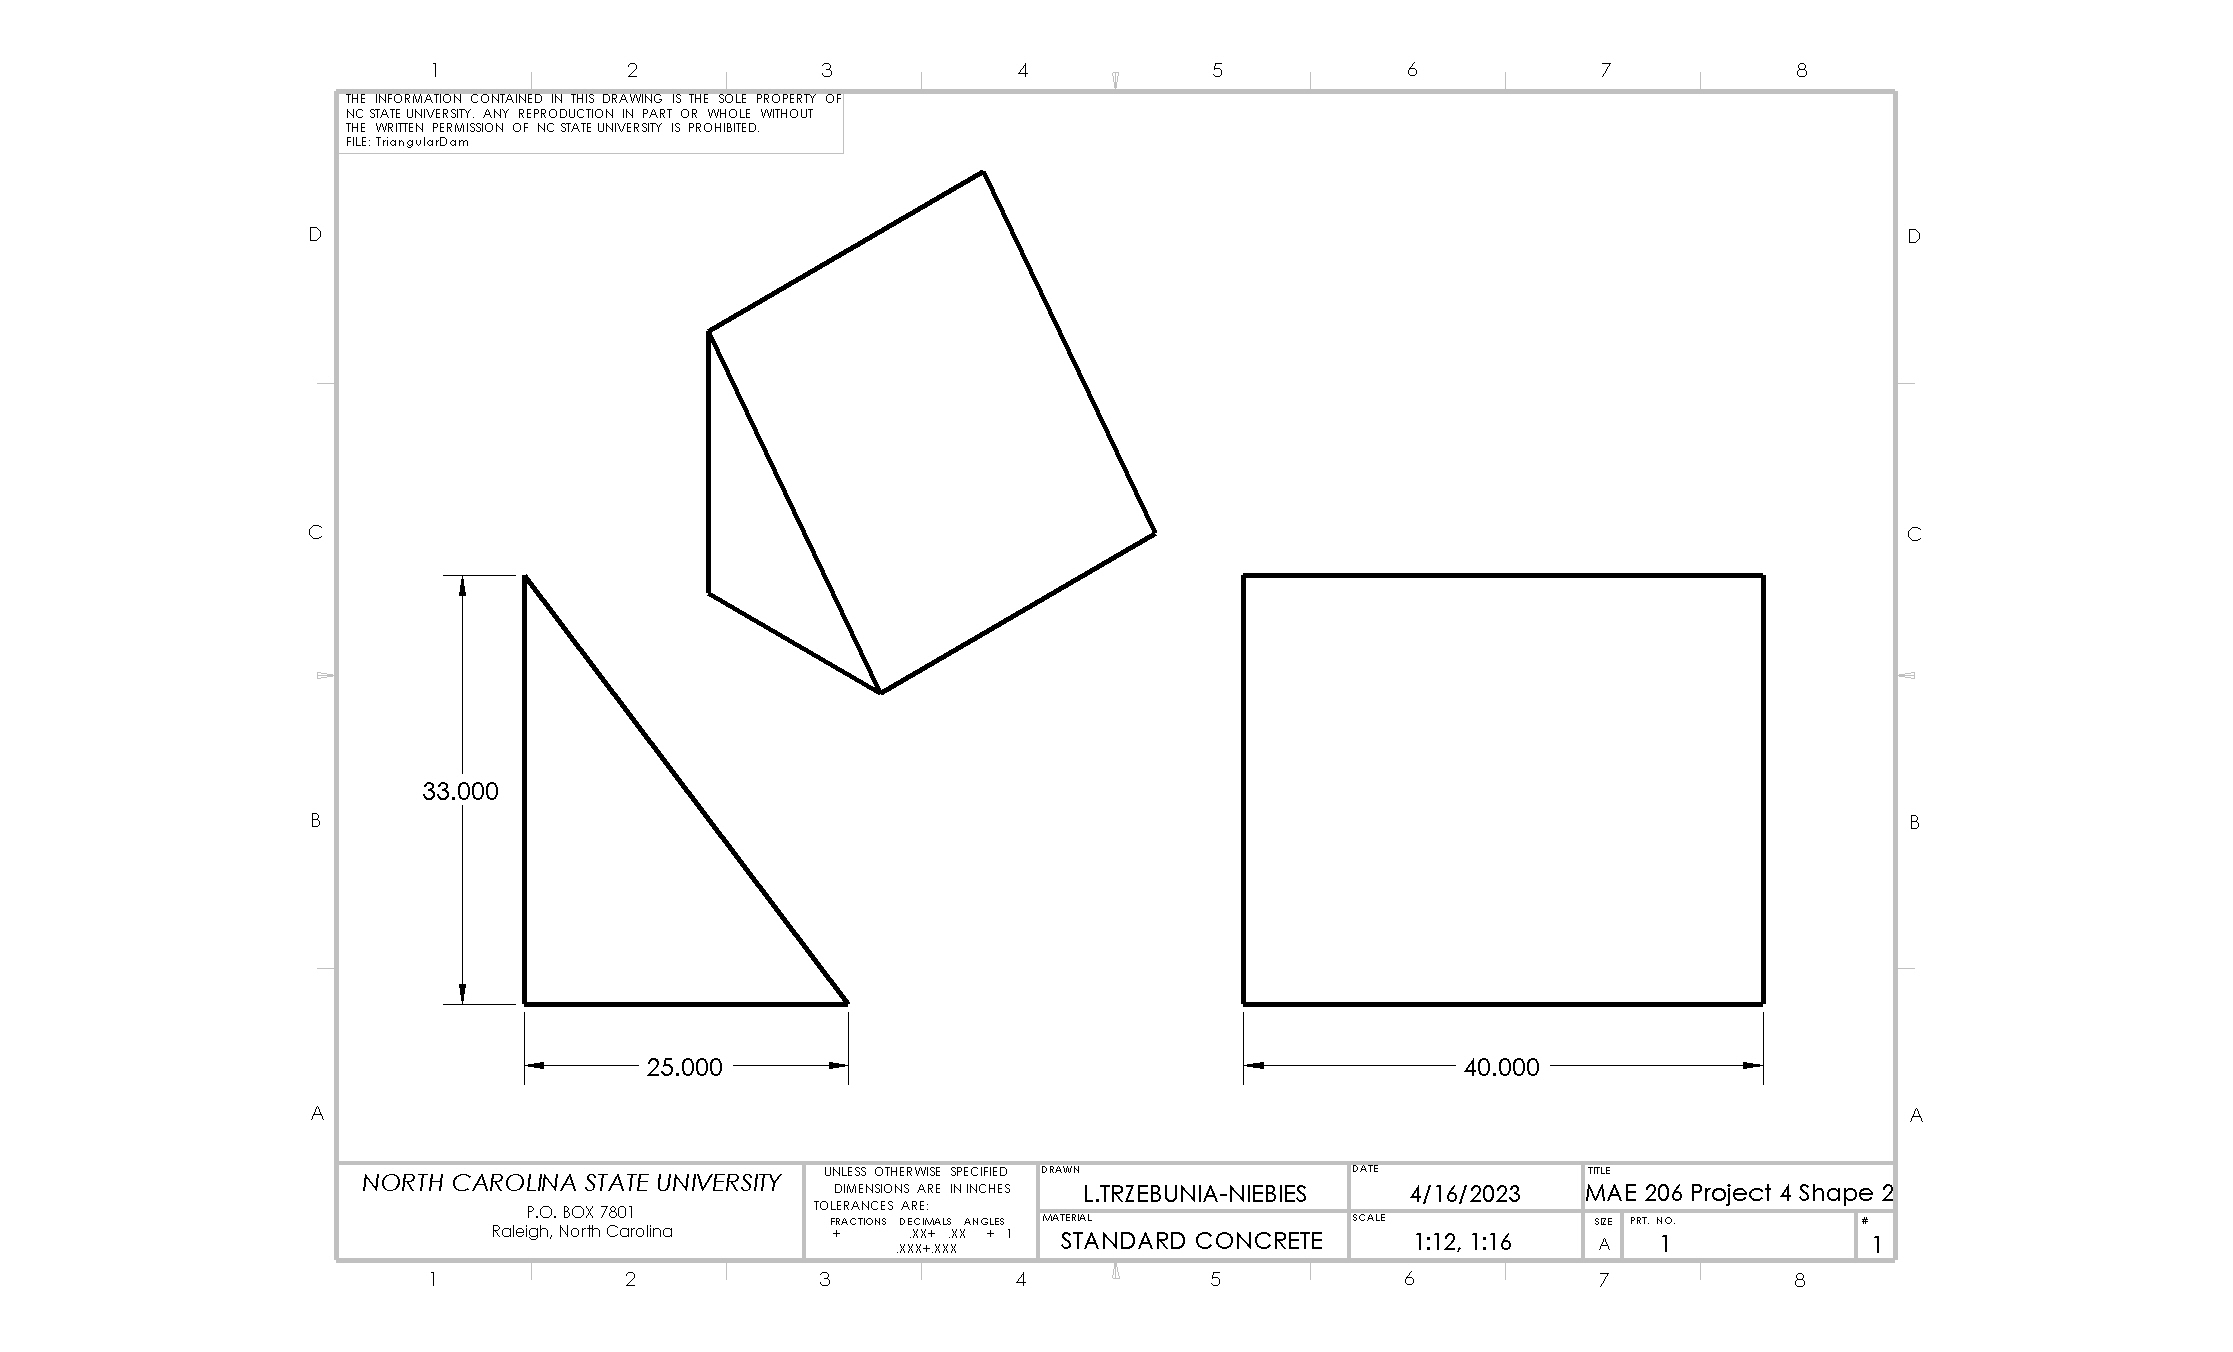 1 2 3 4 5 6 7 8
THE INFORMATION CONTAINED IN THIS DRAWING IS THE SOLE PROPERTY OF
NC STATE UNIVERSITY. ANY REPRODUCTION IN PART OR WHOLE WITHOUT
THE WRITTEN PERMISSION OF NC STATE UNIVERSITY IS PROHIBITED.
FILE: TriangularDam
D D
C C
33.000
B B
25.000 40.000
A A
NORTH CAROLINA STATE UNIVERSITY
P.O. BOX 7801
Raleigh, North Carolina
UNLESS OTHERWISE SPECIFIED
DIMENSIONS ARE IN INCHES
TOLERANCES ARE:
FRACTIONS DECIMALS ANGLES
+ .XX+ .XX + 1
.XXX+.XXX
DRAWN
L.TRZEBUNIA-NIEBIES
DATE
4/16/2023
TITLE
MAE 206 Project 4 Shape 2
MATERIAL
STANDARD CONCRETE
SCALE
1:12, 1:16
SIZE
A
PRT. NO.
1
#
1
1 2 3 4 5 6 7 8